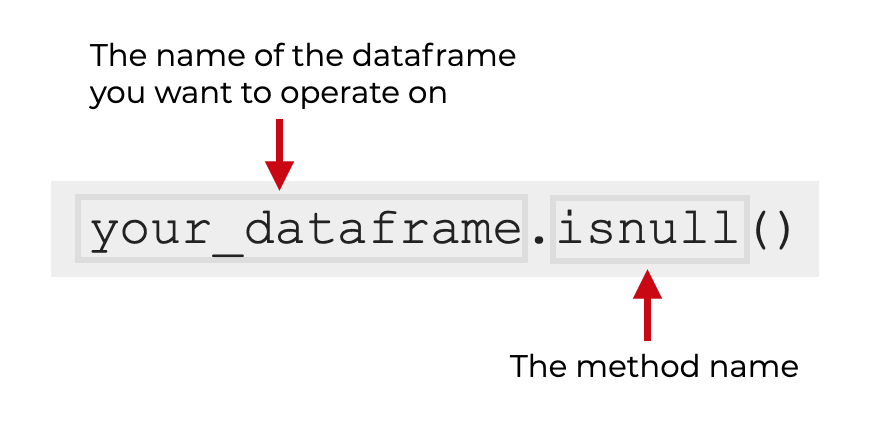 The name of the dataframe
you want to operate on
your_dataframe.isnull()
The method name